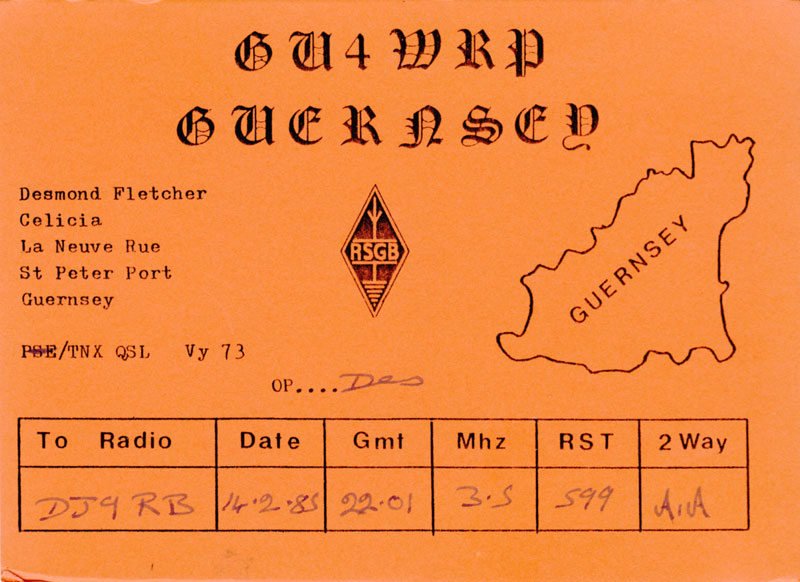 GU4WRP
GUERNSEY
Desmond Fletcher
Celicia
La Neuve Rue
St Peter Port
Guernsey
RSGB
GUERNSEY
PSE/TNX QSL Vy 73
OP....Des
To Radio Date Gmt Mhz RST 2 Way
DJ9RB 14.2.85 22.01 3.5 599 A1A